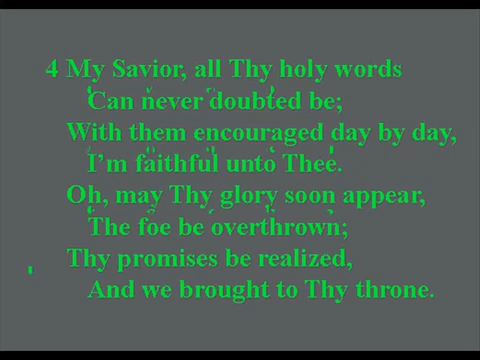 4 My Savior, all Thy holy words
Can never doubted be;
With them encouraged day by day,
I'm faithful unto Thee.
Oh, may Thy glory soon appear,
The foe be overthrown;
Thy promises be realized,
And we brought to Thy throne.